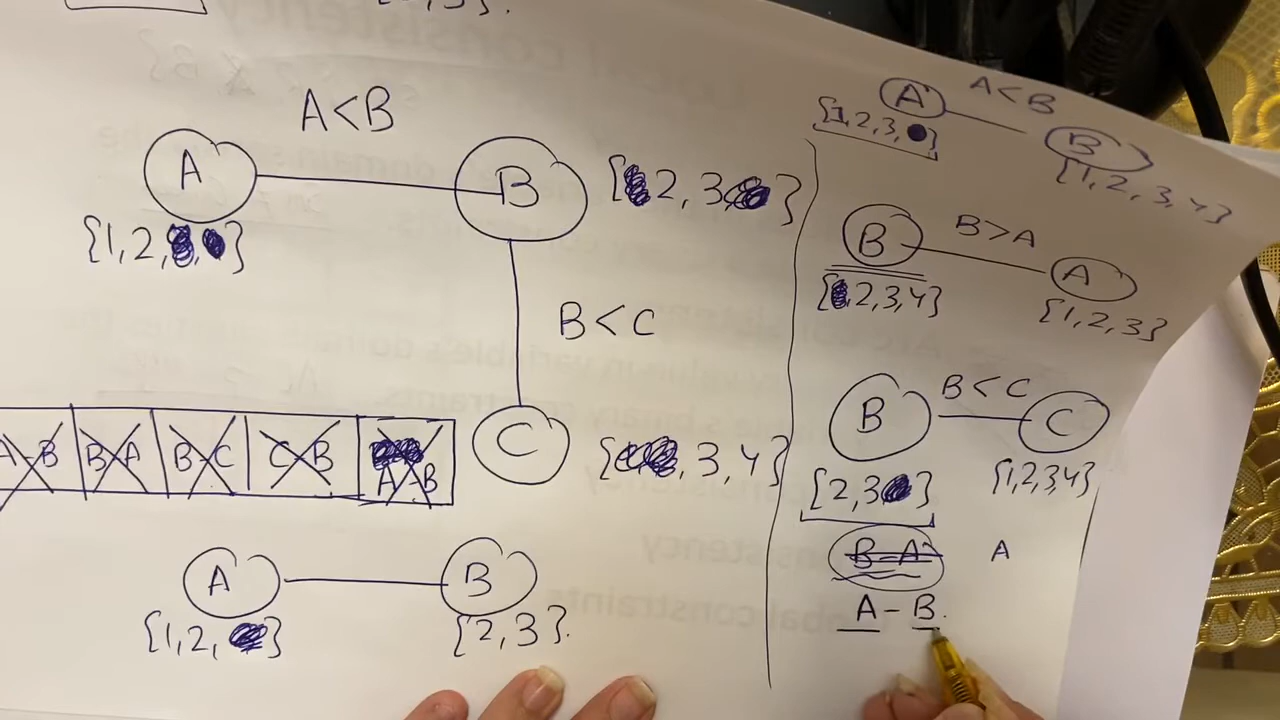 A<B
A
B
{2, 3}
{1, 2}
B<C
A-B
B-A
B-C
C-B
A-B
C
{, 3, 4}
A
B
{1, 2, }
{2, 3}.
A
A<B
{1, 2, 3, }
B
{1, 2, 3, 4}
B
B>A
A
{2, 3, 4}
{1, 2, 3}
B
B<C
C
{2, 3}
{1, 2, 3, 4}
B-A
A
A-B.